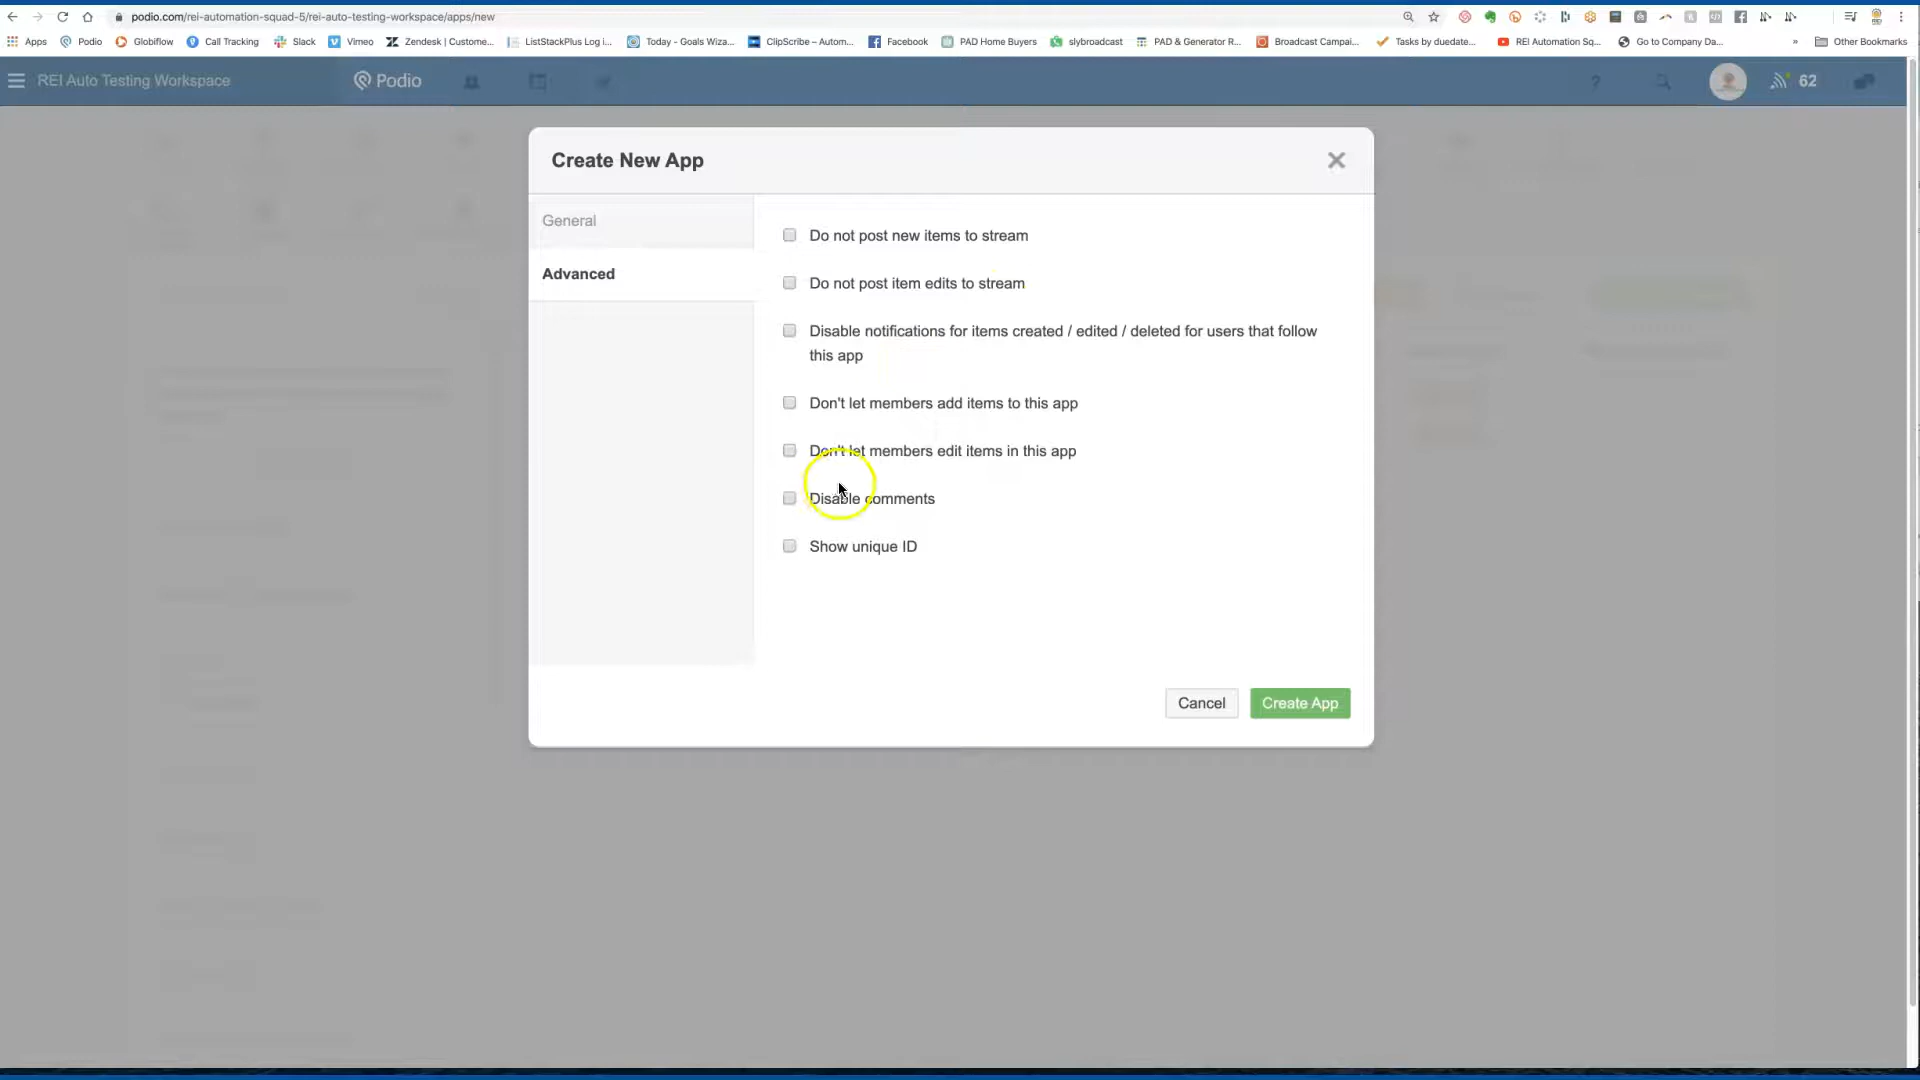 podio.com/rei-automation-squad-5/rei-auto-testing-workspace/apps/new
Apps Podio Globiflow Call Tracking Slack Vimeo Zendesk | Custome... ListStackPlus Log i... Today - Goals Wiza... ClipScribe – Autom... Facebook PAD Home Buyers slybroadcast PAD & Generator R... Broadcast Campai... Tasks by duedate... REI Automation Sq... Go to Company Da... » Other Bookmarks
REI Auto Testing Workspace Podio ? 62
Create New App
General
Advanced
Do not post new items to stream
Do not post item edits to stream
Disable notifications for items created / edited / deleted for users that follow
this app
Don't let members add items to this app
Don't let members edit items in this app
Disable comments
Show unique ID
Cancel Create App